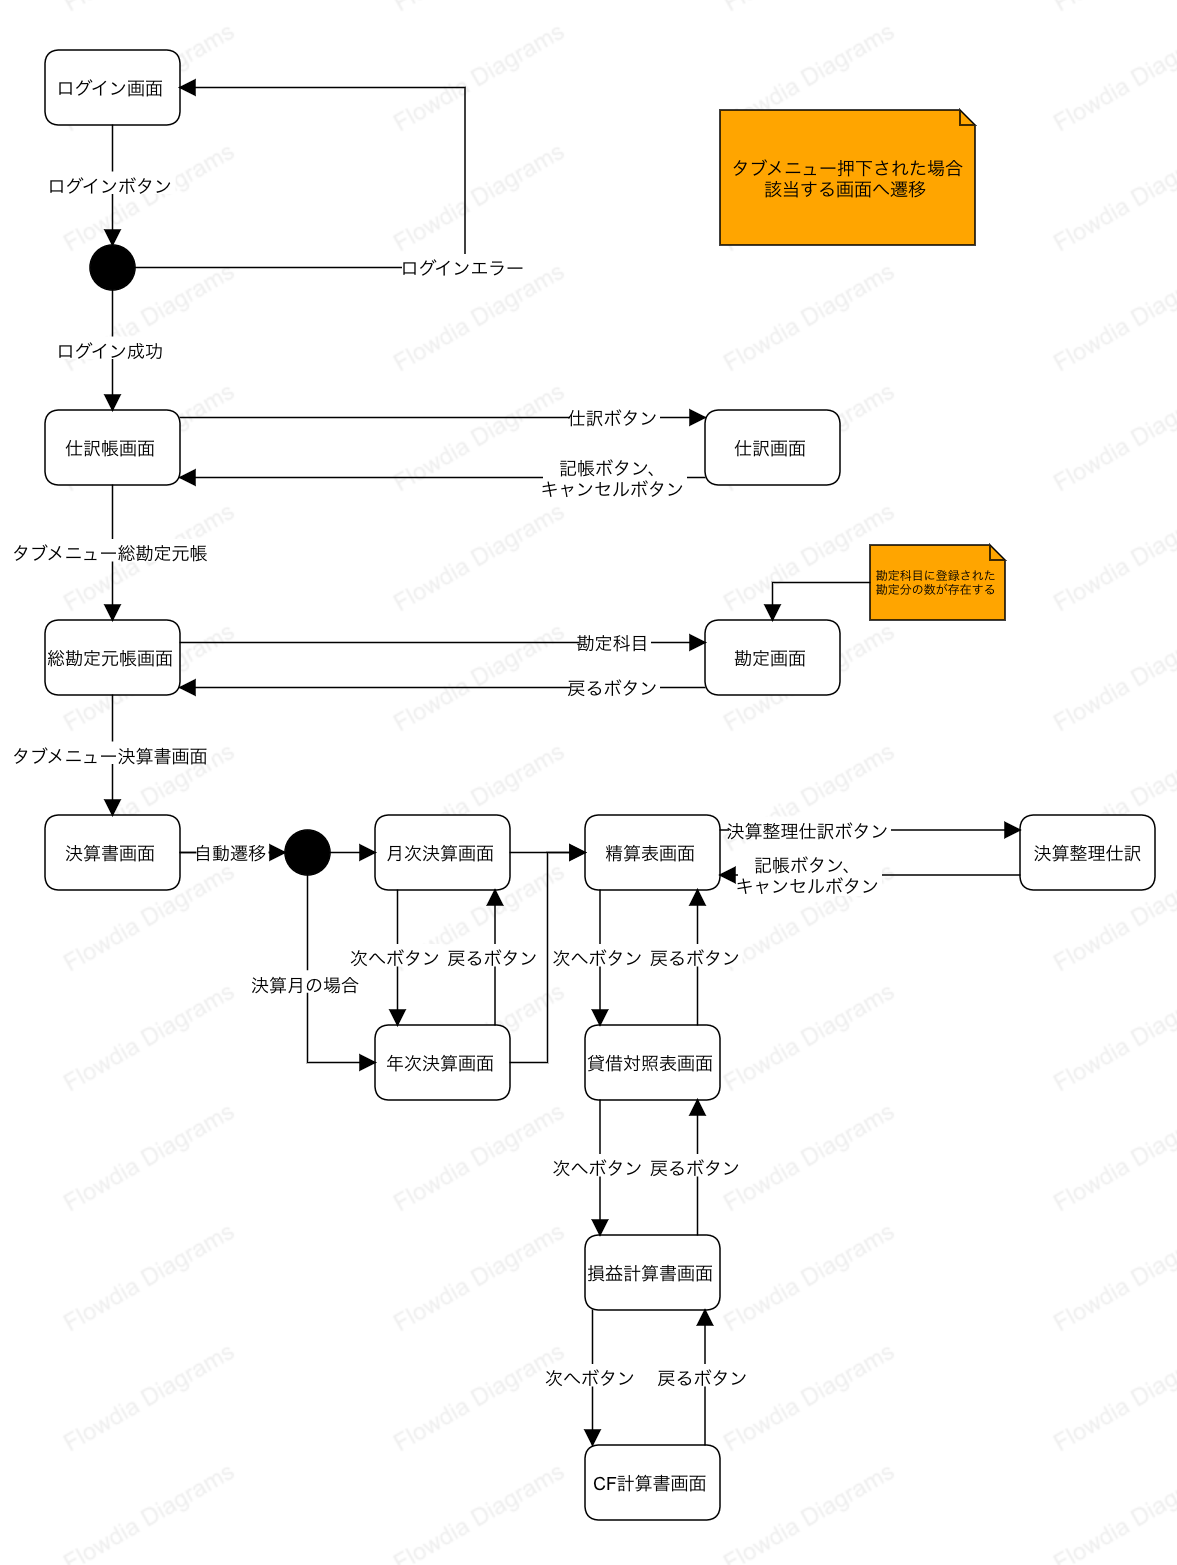 ログイン画面
タブメニュー押下された場合
該当する画面へ遷移
ログインボタン
ログインエラー
ログイン成功
仕訳ボタン
仕訳帳画面
仕訳画面
記帳ボタン、
キャンセルボタン
タブメニュー総勘定元帳
勘定科目に登録された
勘定分の数が存在する
勘定科目
総勘定元帳画面
勘定画面
戻るボタン
タブメニュー決算書画面
決算整理仕訳ボタン
決算書画面
自動遷移
月次決算画面
精算表画面
決算整理仕訳
記帳ボタン、
キャンセルボタン
次へボタン
戻るボタン
次へボタン
戻るボタン
決算月の場合
年次決算画面
貸借対照表画面
次へボタン
戻るボタン
損益計算書画面
次へボタン
戻るボタン
CF計算書画面
Flowdia Diagrams